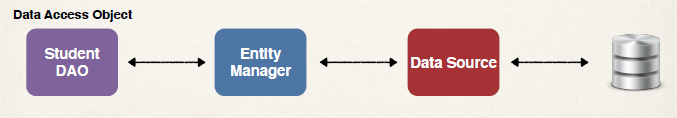 Data Access Object
Student
DAO
Entity
Manager
Data Source